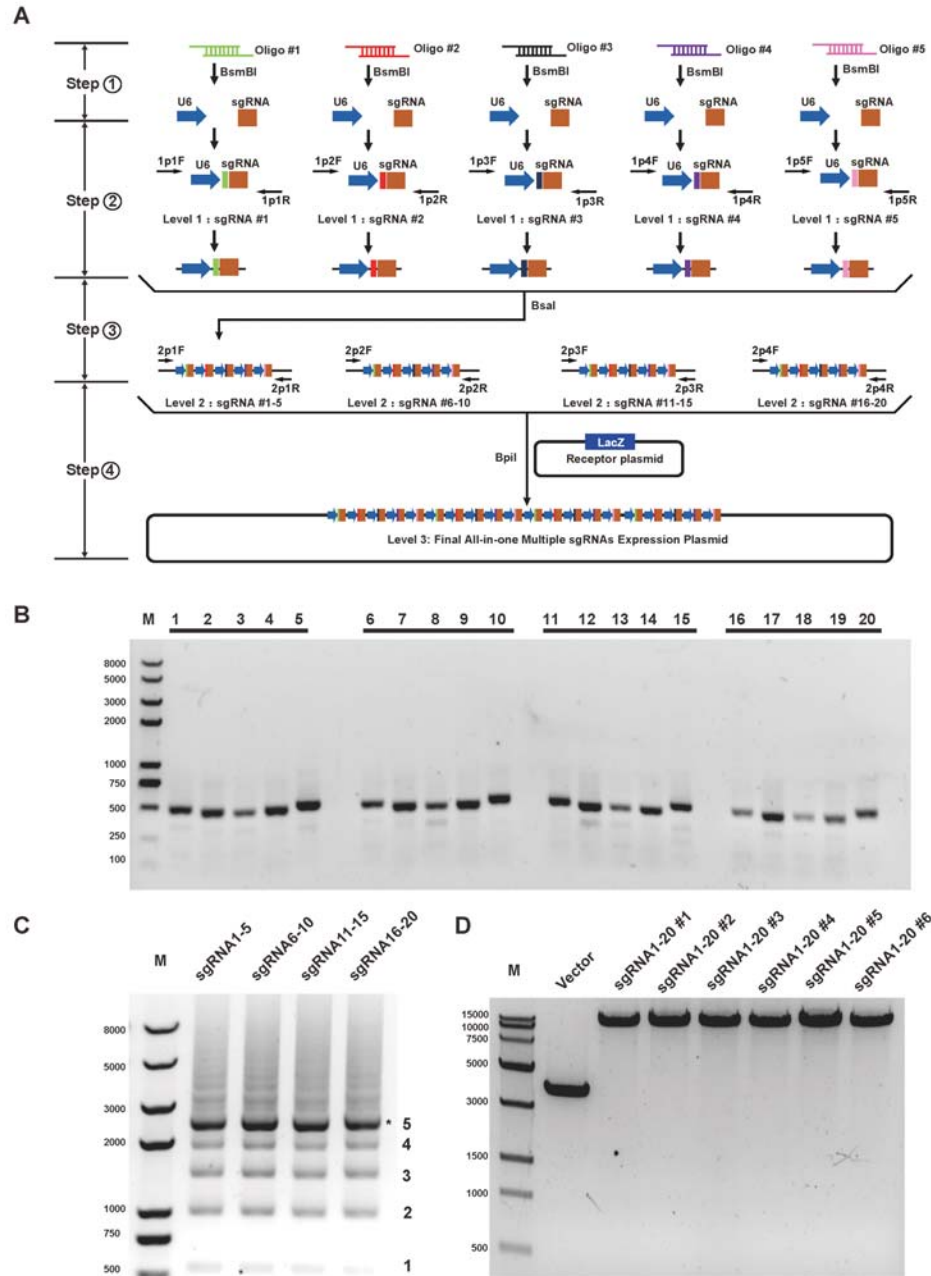 A
Step①
Step②
Step③
Step④
Oligo #1 Oligo #2 Oligo #3 Oligo #4 Oligo #5
BsmBI BsmBI BsmBI BsmBI BsmBI
U6 sgRNA U6 sgRNA U6 sgRNA U6 sgRNA U6 sgRNA
1p1F 1p2F 1p3F 1p4F 1p5F
U6 sgRNA U6 sgRNA U6 sgRNA U6 sgRNA U6 sgRNA
1p1R 1p2R 1p3R 1p4R 1p5R
Level 1 : sgRNA #1 Level 1 : sgRNA #2 Level 1 : sgRNA #3 Level 1 : sgRNA #4 Level 1 : sgRNA #5
BsaI
2p1F 2p2F 2p3F 2p4F
2p1R 2p2R 2p3R 2p4R
Level 2 : sgRNA #1-5 Level 2 : sgRNA #6-10 Level 2 : sgRNA #11-15 Level 2 : sgRNA #16-20
LacZ
BpiI
Receptor plasmid
Level 3: Final All-in-one Multiple sgRNAs Expression Plasmid
B
M 1 2 3 4 5 6 7 8 9 10 11 12 13 14 15 16 17 18 19 20
8000
5000
3000
2000
1000
750
500
250
100
C
M sgRNA1-5 sgRNA6-10 sgRNA11-15 sgRNA16-20
8000
5000
3000
2000
1000
750
500
* 5
4
3
2
1
D
M Vector sgRNA1-20 #1 sgRNA1-20 #2 sgRNA1-20 #3 sgRNA1-20 #4 sgRNA1-20 #5 sgRNA1-20 #6
15000
10000
7500
5000
3000
1500
1000
500